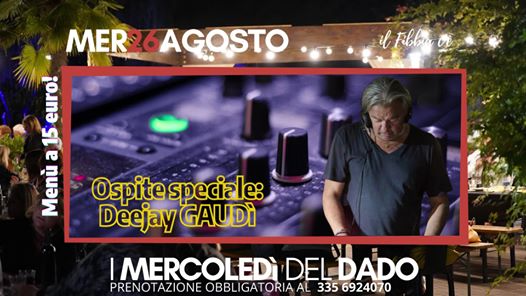 MER26AGOSTO
il Fibbio
Menù a 15 euro!
Ospite speciale:
Deejay GAUDì
I MERCOLEDì DEL DADO
PRENOTAZIONE OBBLIGATORIA AL 335 6924070